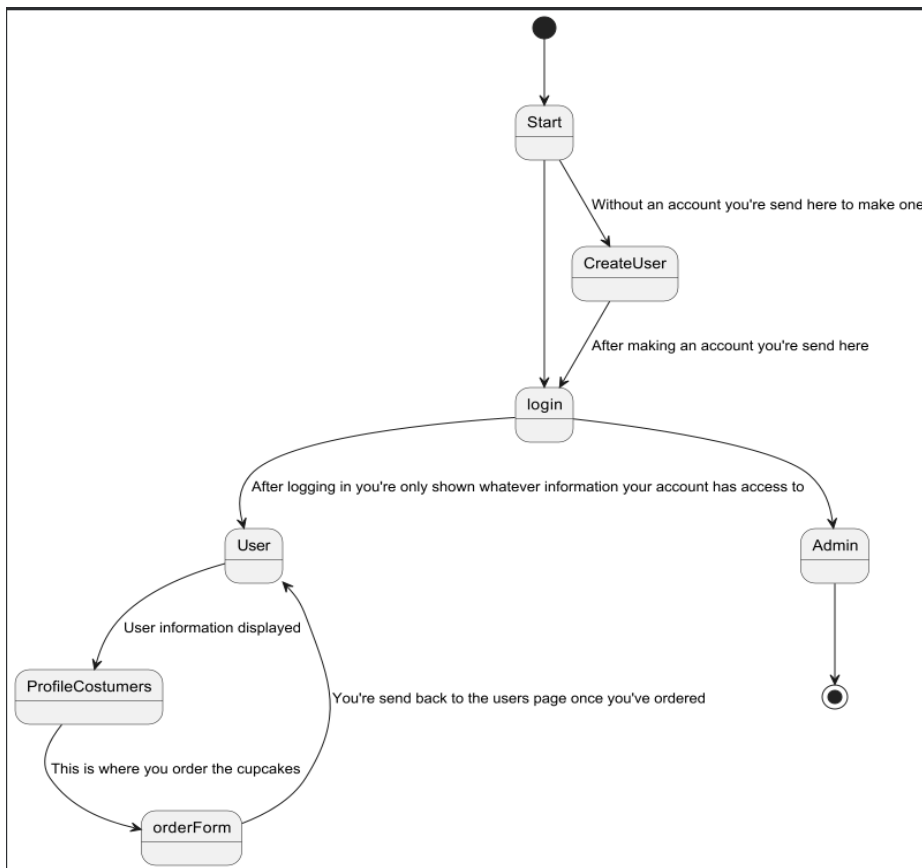 Start
Without an account you're send here to make one
CreateUser
After making an account you're send here
login
After logging in you're only shown whatever information your account has access to
User
Admin
User information displayed
ProfileCostumers
You're send back to the users page once you've ordered
This is where you order the cupcakes
orderForm